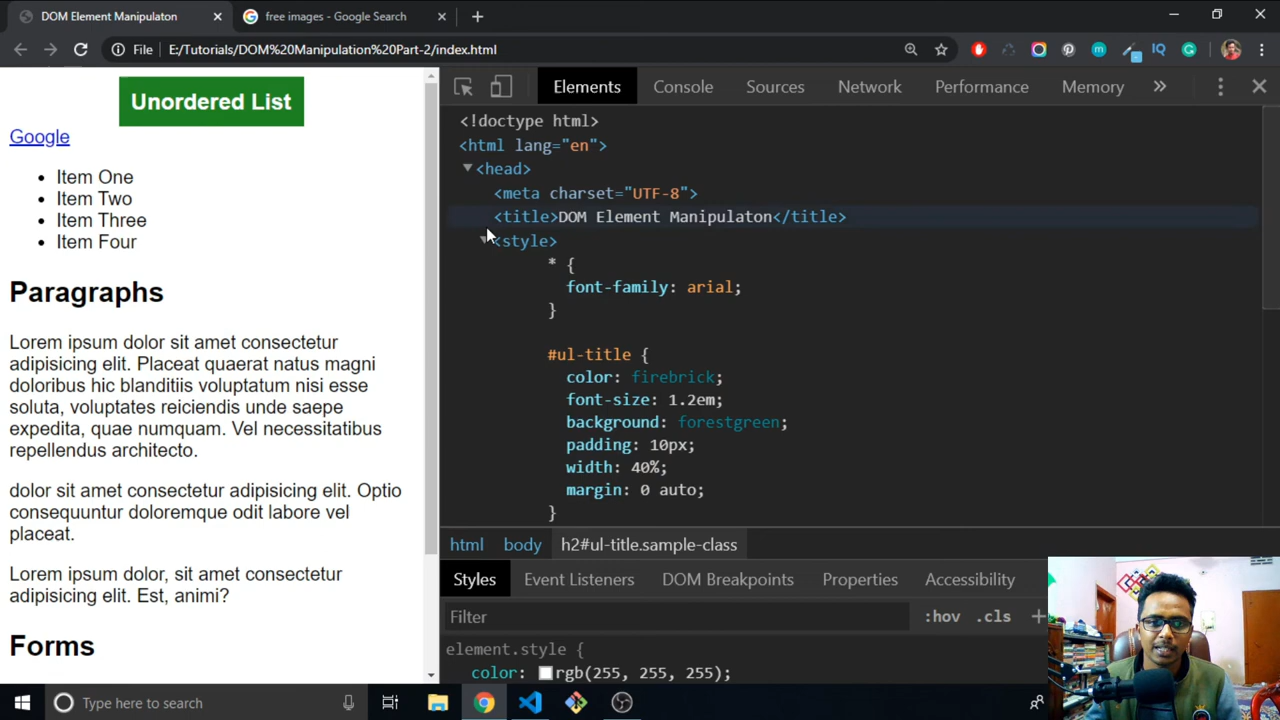 DOM Element Manipulaton
free images - Google Search
File
E:/Tutorials/DOM%20Manipulation%20Part-2/index.html
IQ
Unordered List
Google
Item One
Item Two
Item Three
Item Four
Paragraphs
Lorem ipsum dolor sit amet consectetur
adipisicing elit. Placeat quaerat natus magni
doloribus hic blanditiis voluptatum nisi esse
soluta, voluptates reiciendis unde saepe
expedita, quae numquam. Vel necessitatibus
repellendus architecto.
dolor sit amet consectetur adipisicing elit. Optio
consequuntur doloremque odit labore vel
placeat.
Lorem ipsum dolor, sit amet consectetur
adipisicing elit. Est, animi?
Forms
Elements Console Sources Network Performance Memory »
<!doctype html>
<html lang="en">
<head>
<meta charset="UTF-8">
<title>DOM Element Manipulaton</title>
<style>
* {
font-family: arial;
}
#ul-title {
color: firebrick;
font-size: 1.2em;
background: forestgreen;
padding: 10px;
width: 40%;
margin: 0 auto;
}
html body h2#ul-title.sample-class
Styles Event Listeners DOM Breakpoints Properties Accessibility
Filter :hov .cls +
element.style {
color: rgb(255, 255, 255);
Type here to search